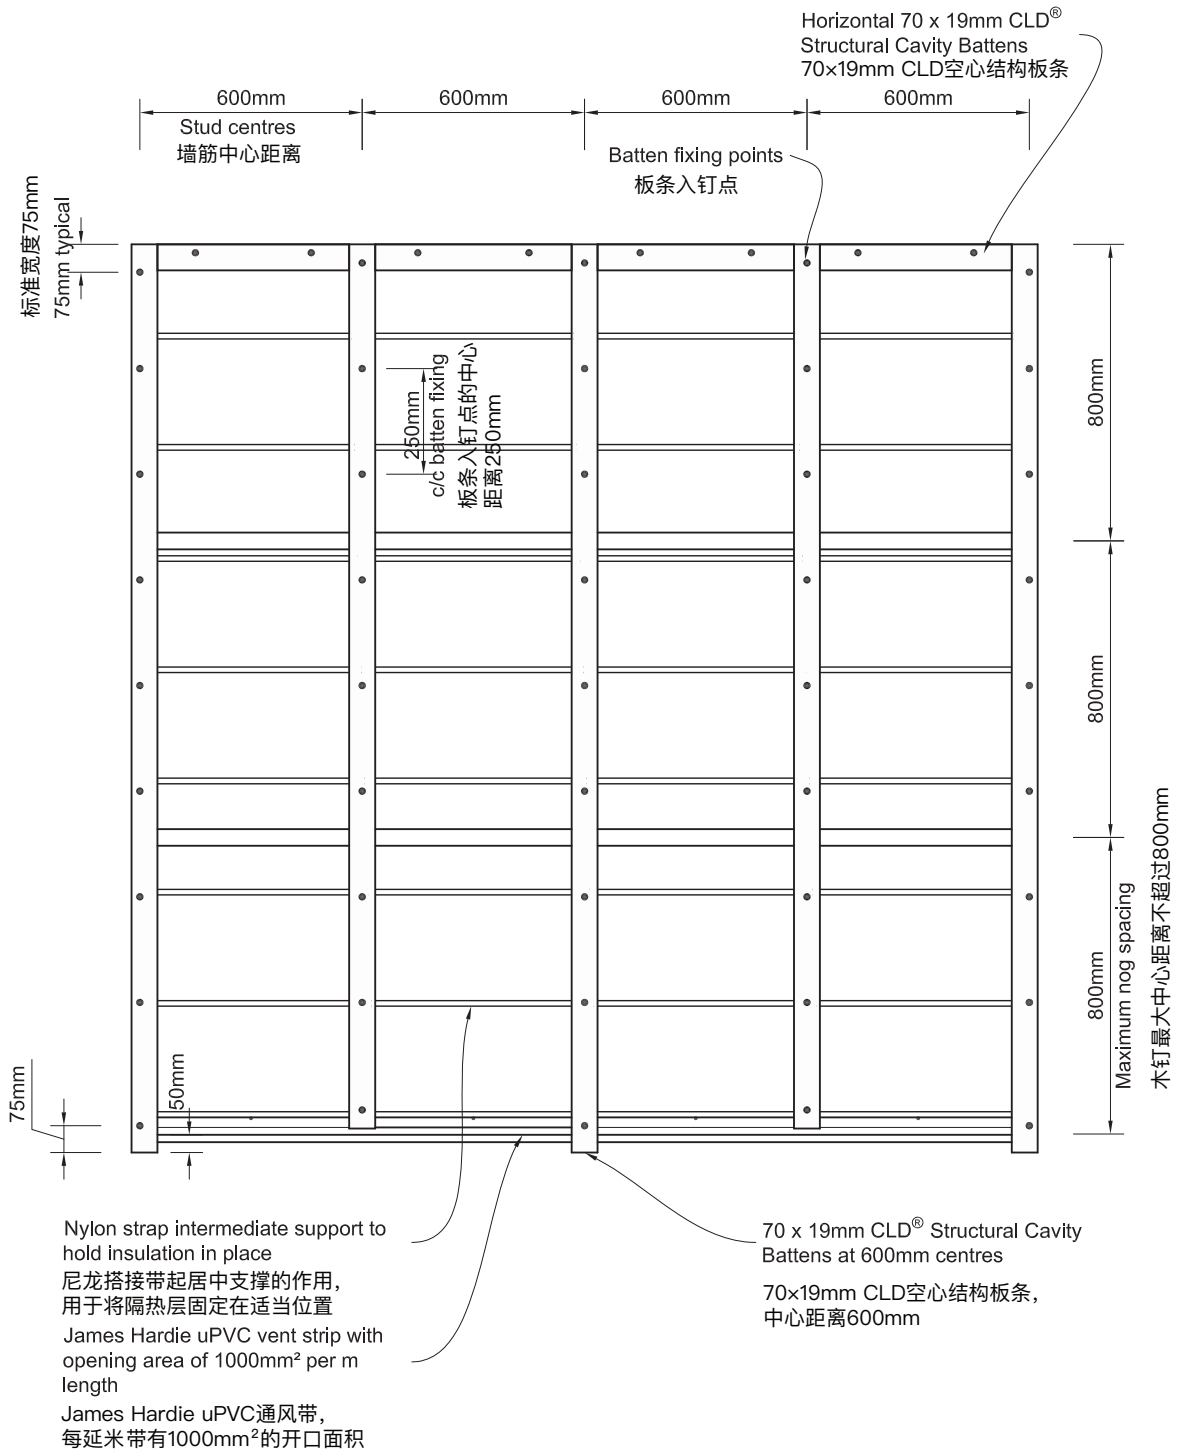 Horizontal 70 x 19mm CLD®
Structural Cavity Battens
70×19mm CLD空心结构板条
600mm
600mm
600mm
600mm
Stud centres
墙筋中心距离
Batten fixing points
板条入钉点
标准宽度75mm
75mm typical
250mm
c/c batten fixing
板条入钉点的中心
距离250mm
800mm
800mm
800mm
Maximum nog spacing
木钉最大中心距离不超过800mm
75mm
50mm
Nylon strap intermediate support to
hold insulation in place
尼龙搭接带起居中支撑的作用,
用于将隔热层固定在适当位置
James Hardie uPVC vent strip with
opening area of 1000mm² per m
length
James Hardie uPVC通风带,
每延米带有1000mm²的开口面积
70 x 19mm CLD® Structural Cavity
Battens at 600mm centres
70×19mm CLD空心结构板条,
中心距离600mm